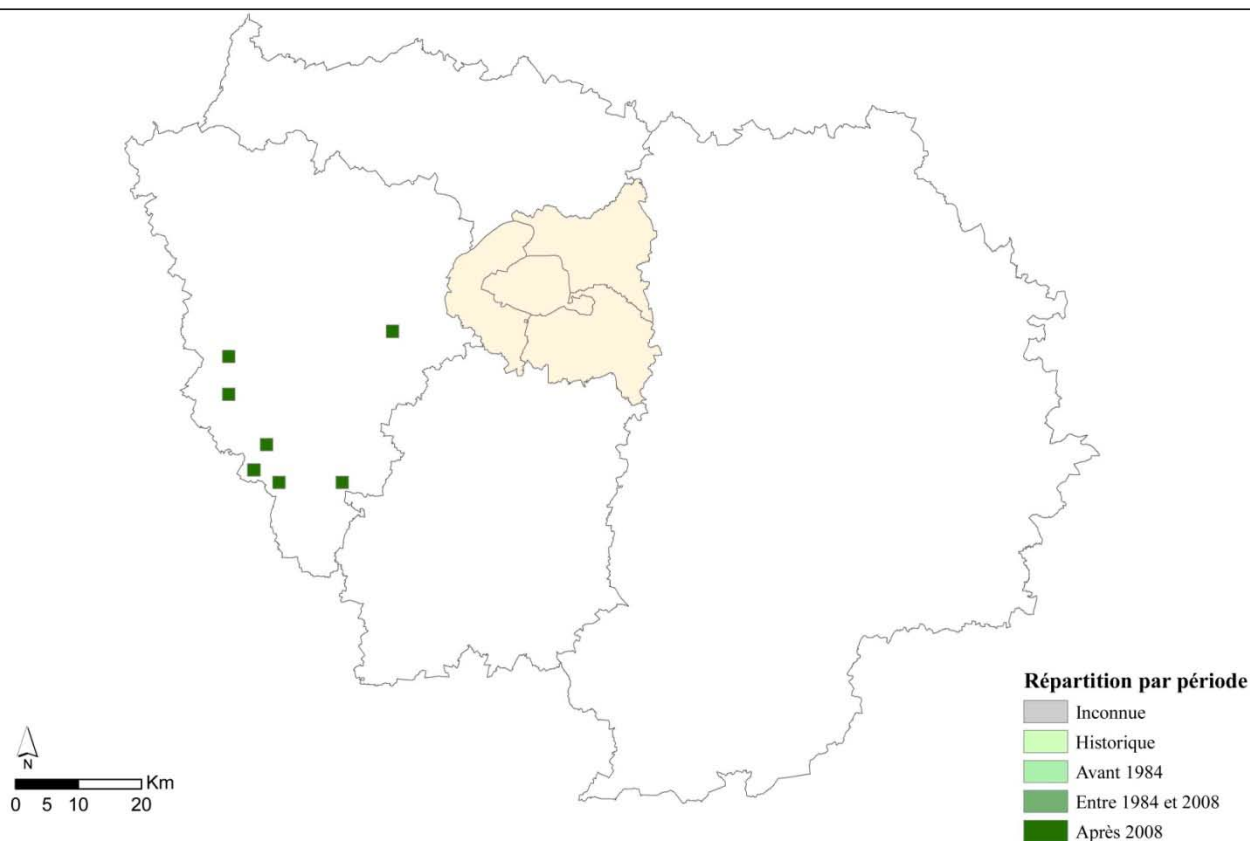 Répartition par période
Inconnue
Historique
Avant 1984
Entre 1984 et 2008
Après 2008
N
Km
0 5 10 20